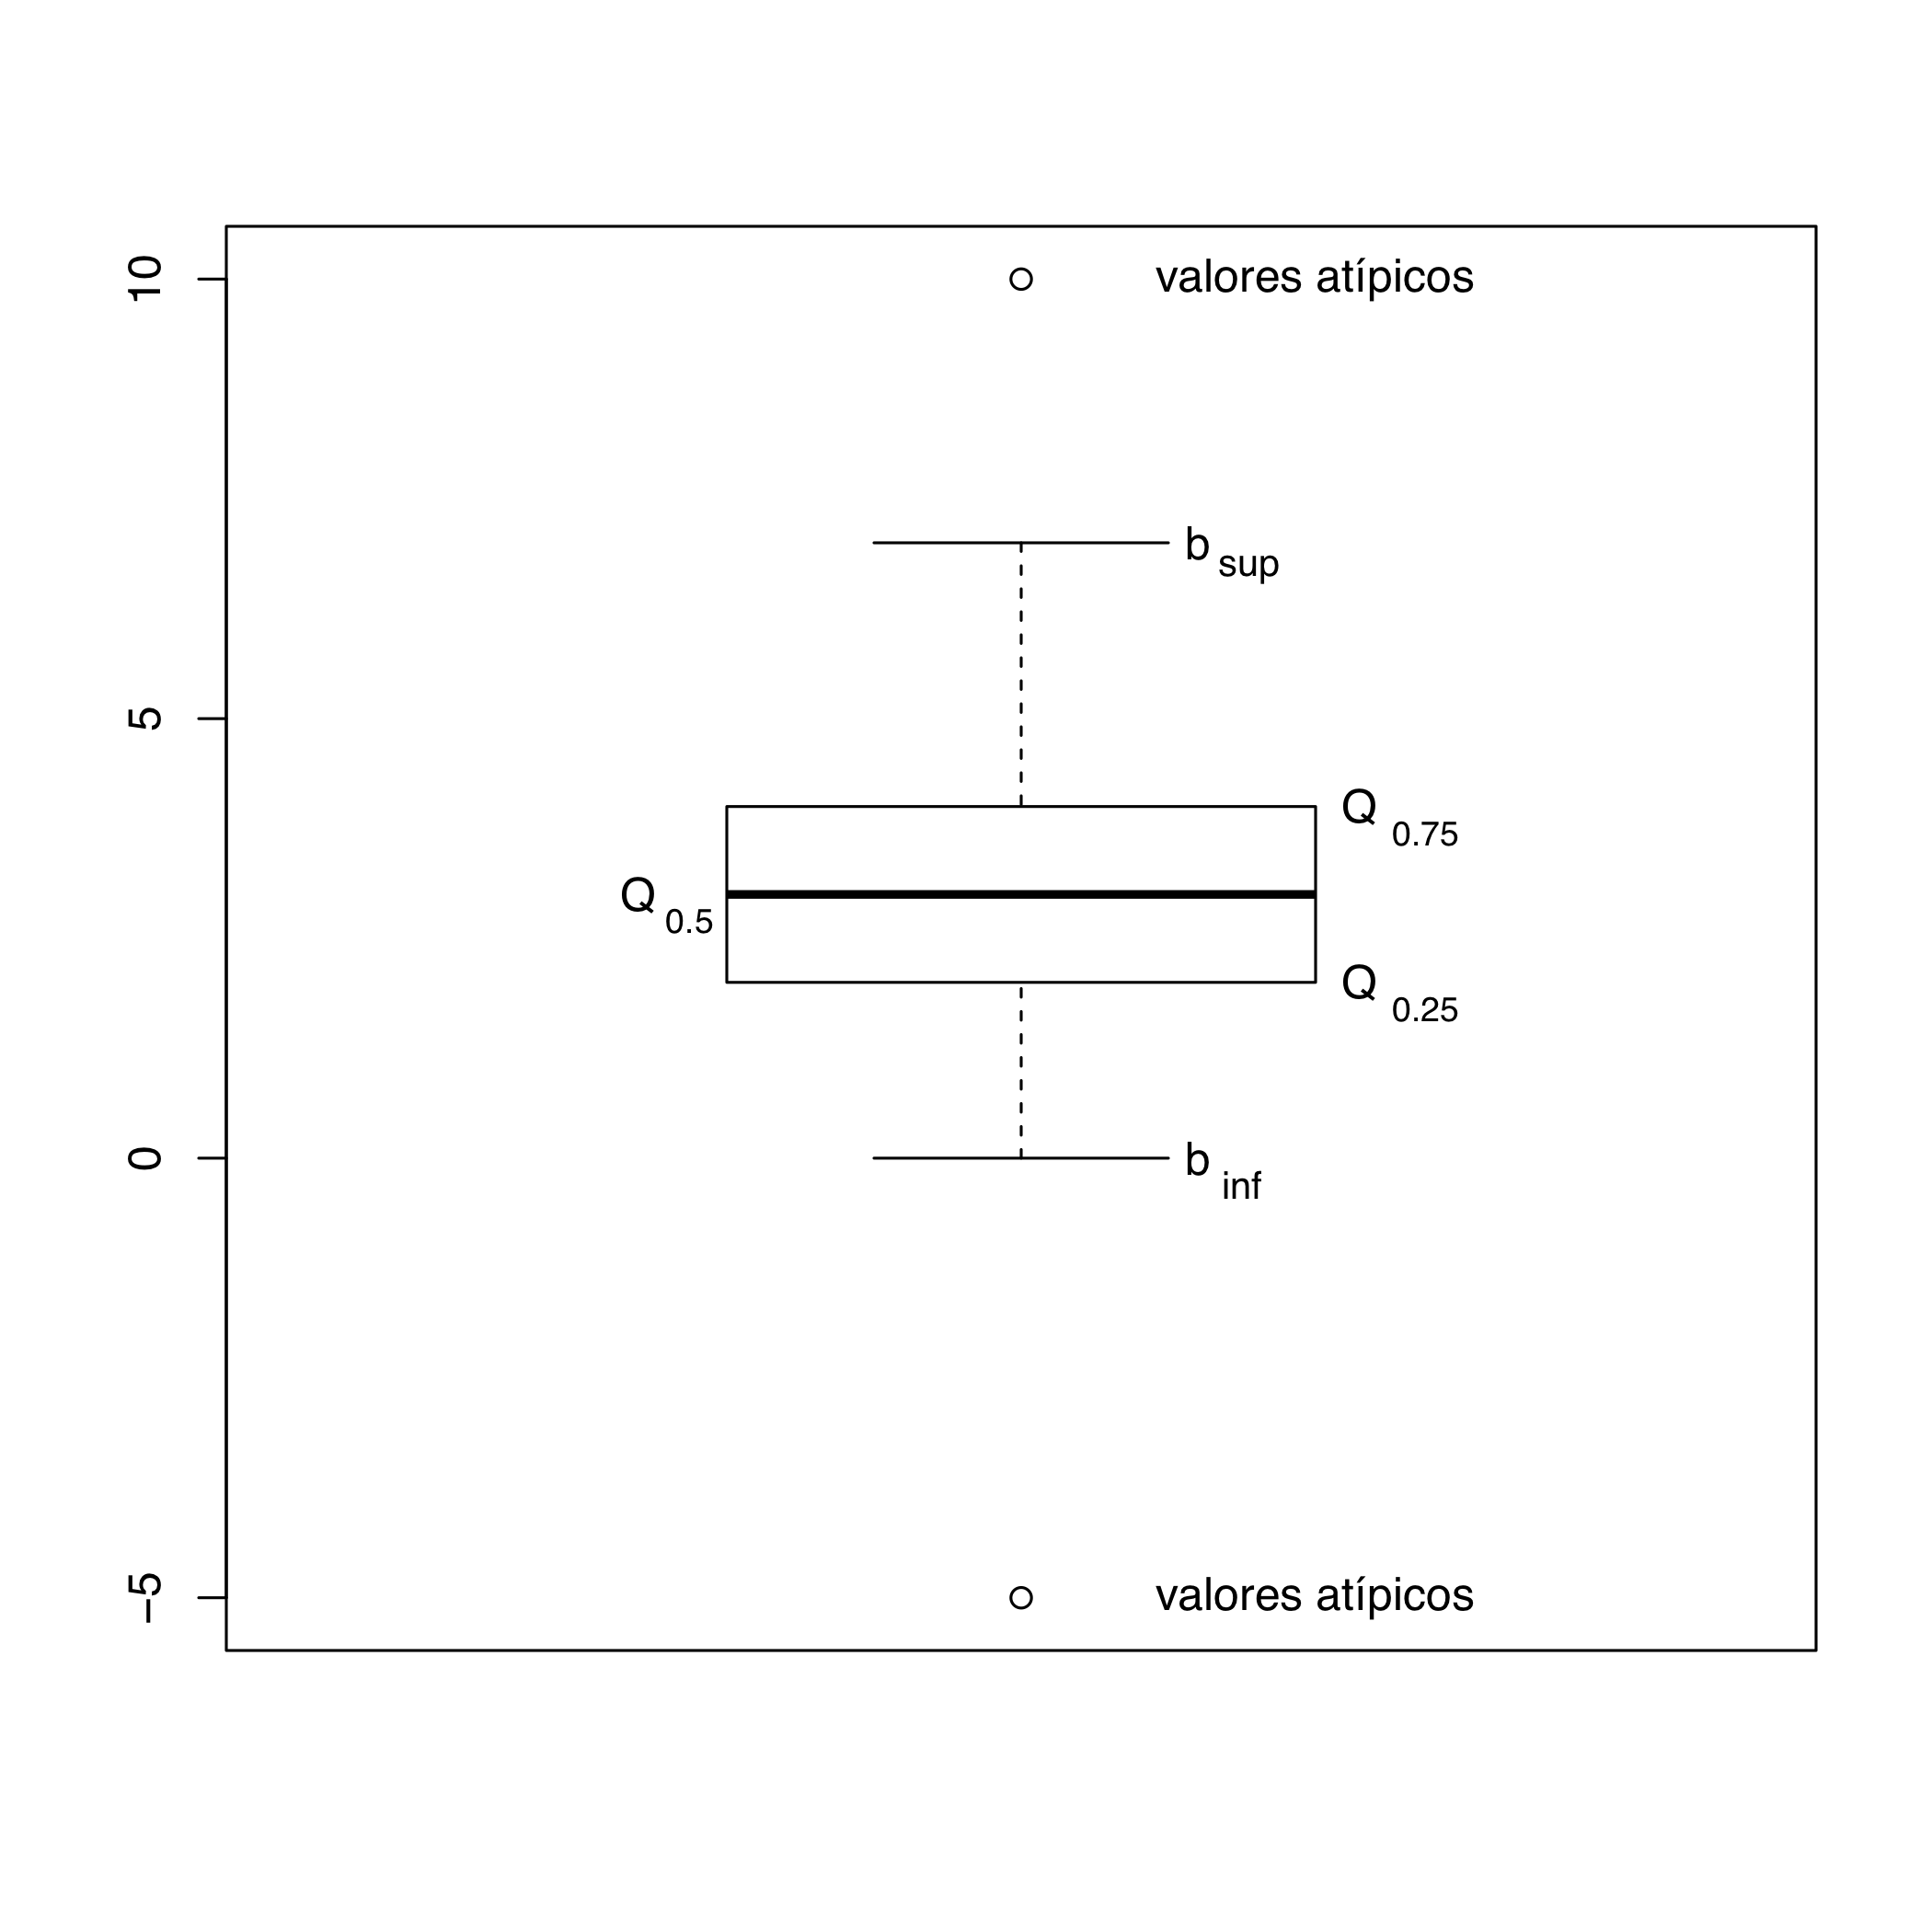 10
valores atípicos
b sup
5
Q 0.75
Q 0.5
Q 0.25
0
b inf
−5
valores atípicos